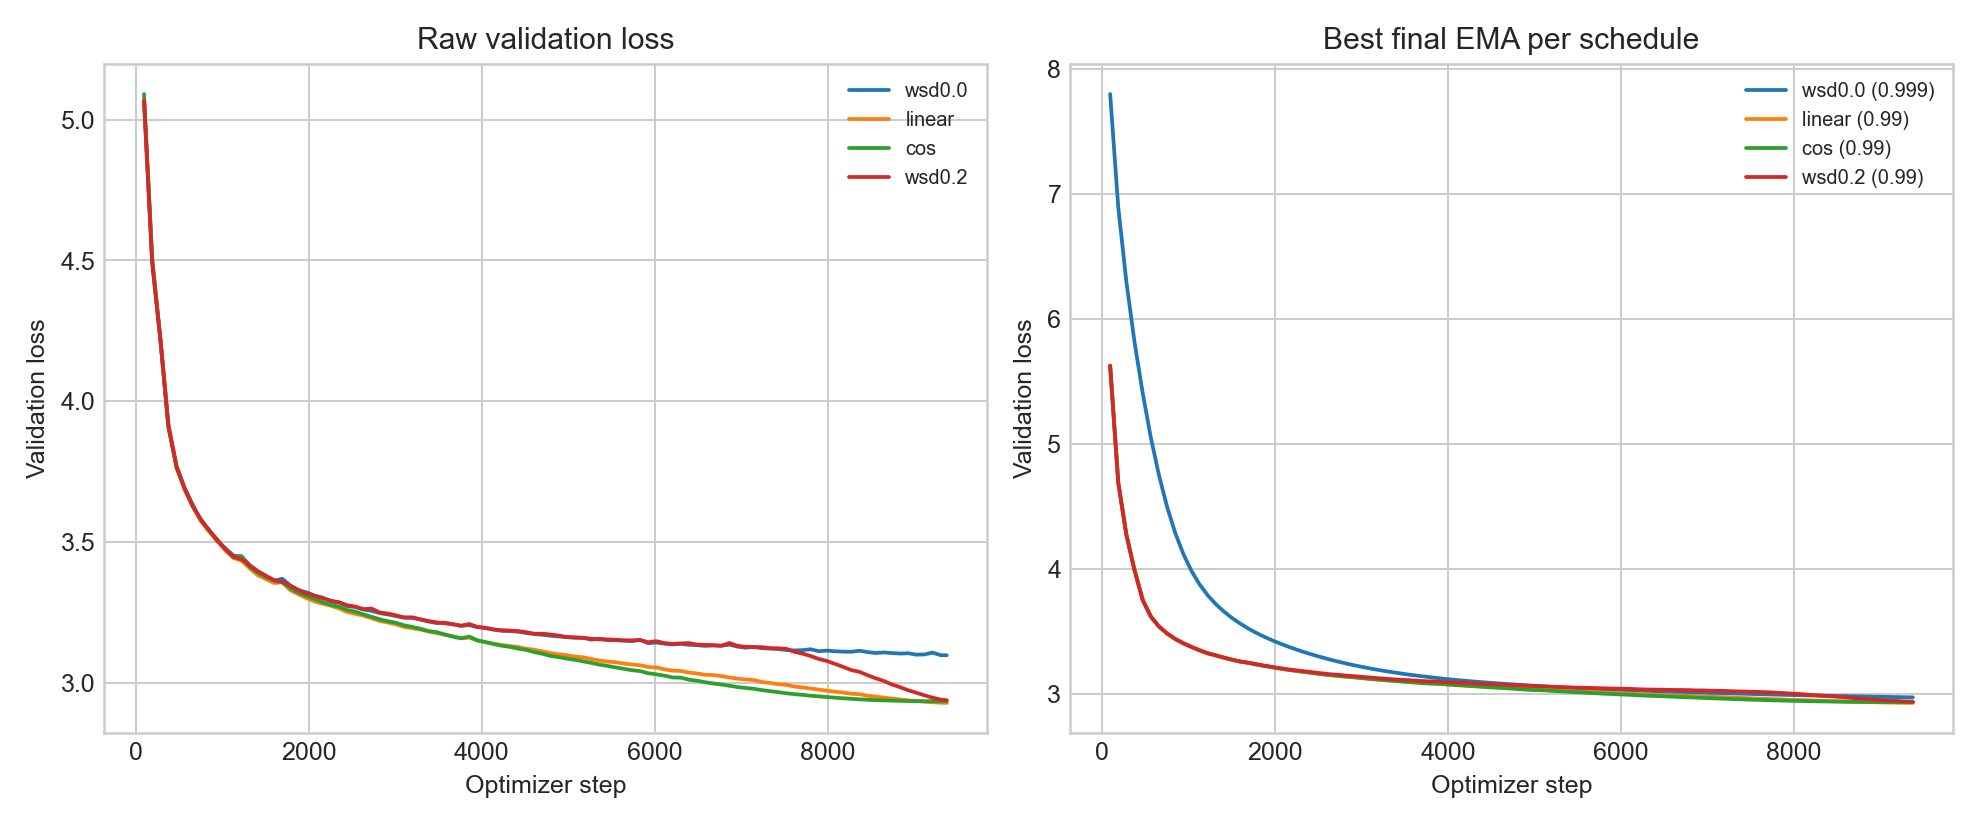 Raw validation loss
Validation loss
5.0
4.5
4.0
3.5
3.0
0
2000
4000
6000
8000
Optimizer step
wsd0.0
linear
cos
wsd0.2
Best final EMA per schedule
Validation loss
8
7
6
5
4
3
0
2000
4000
6000
8000
Optimizer step
wsd0.0 (0.999)
linear (0.99)
cos (0.99)
wsd0.2 (0.99)